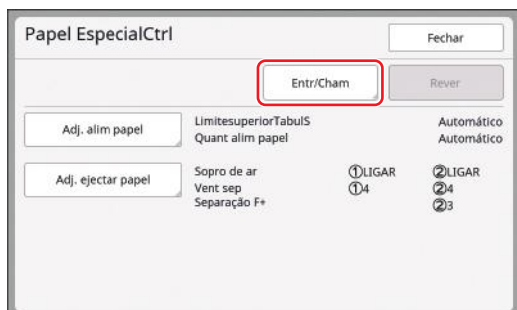 Papel EspecialCtrl Fechar
Entr/Cham Rever
Adj. alim papel LimitesuperiorTabulS Automático
Quant alim papel Automático
Adj. ejectar papel Sopro de ar ①LIGAR ②LIGAR
Vent sep ①4 ②4
Separação F+ ②3